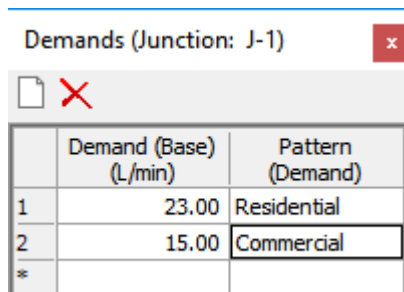 Demands (Junction: J-1)
x
Demand (Base) Pattern
(L/min) (Demand)
1 23.00 Residential
2 15.00 Commercial
*